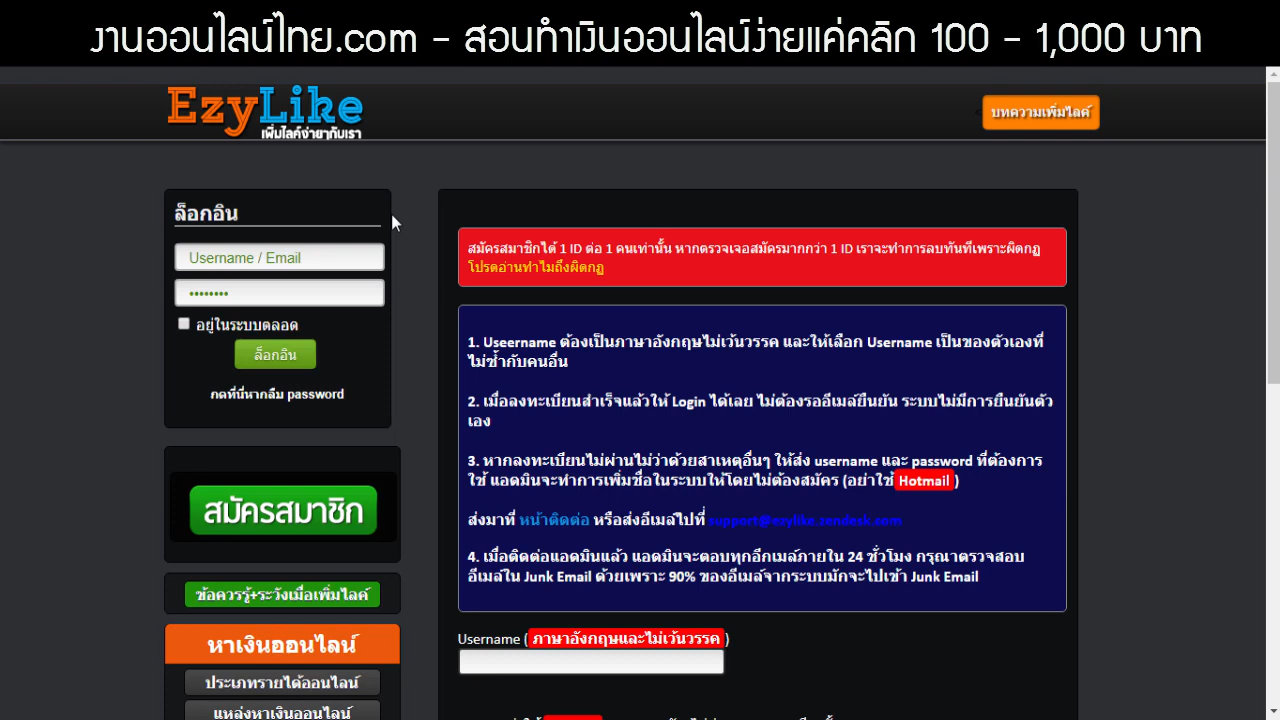 งานออนไลน์ไทย.com - สอนทำเงินออนไลน์ง่ายแค่คลิก 100 - 1,000 บาท
EzyLike
เพิ่มไลค์ง่ายๆกับเรา
บทความเพิ่มไลค์
ล็อกอิน
Username / Email
อยู่ในระบบตลอด
ล็อกอิน
กดที่นี่หากลืม password
สมัครสมาชิก
ข้อควรรู้+ระวังเมื่อเพิ่มไลค์
หาเงินออนไลน์
ประเภทรายได้ออนไลน์
แหล่งหาเงินออนไลน์
สมัครสมาชิกได้ 1 ID ต่อ 1 คนเท่านั้น หากตรวจเจอสมัครมากกว่า 1 ID เราจะทำการลบทันทีเพราะผิดกฏ
โปรดอ่านทำไมถึงผิดกฏ
1. Useername ต้องเป็นภาษาอังกฤษไม่เว้นวรรค และให้เลือก Username เป็นของตัวเองที่
ไม่ซ้ำกับคนอื่น
2. เมื่อลงทะเบียนสำเร็จแล้วให้ Login ได้เลย ไม่ต้องรออีเมล์ยืนยัน ระบบไม่มีการยืนยันตัว
เอง
3. หากลงทะเบียนไม่ผ่านไม่ว่าด้วยสาเหตุอื่นๆ ให้ส่ง username และ password ที่ต้องการ
ใช้ แอดมินจะทำการเพิ่มชื่อในระบบให้โดยไม่ต้องสมัคร (อย่าใช้ Hotmail )
ส่งมาที่ หน้าติดต่อ หรือส่งอีเมลไปที่ support@ezylike.zendesk.com
4. เมื่อติดต่อแอดมินแล้ว แอดมินจะตอบทุกอีกเมล์ภายใน 24 ชั่วโมง กรุณาตรวจสอบ
อีเมล์ใน Junk Email ด้วยเพราะ 90% ของอีเมล์จากระบบมักจะไปเข้า Junk Email
Username ( ภาษาอังกฤษและไม่เว้นวรรค )